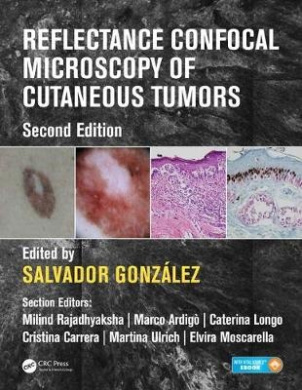 REFLECTANCE CONFOCAL
MICROSCOPY OF
CUTANEOUS TUMORS
Second Edition
Edited by
SALVADOR GONZÁLEZ
Section Editors:
Milind Rajadhyaksha | Marco Ardigò | Caterina Longo
Cristina Carrera | Martina Ulrich | Elvira Moscarella
CRC Press
EBOOK